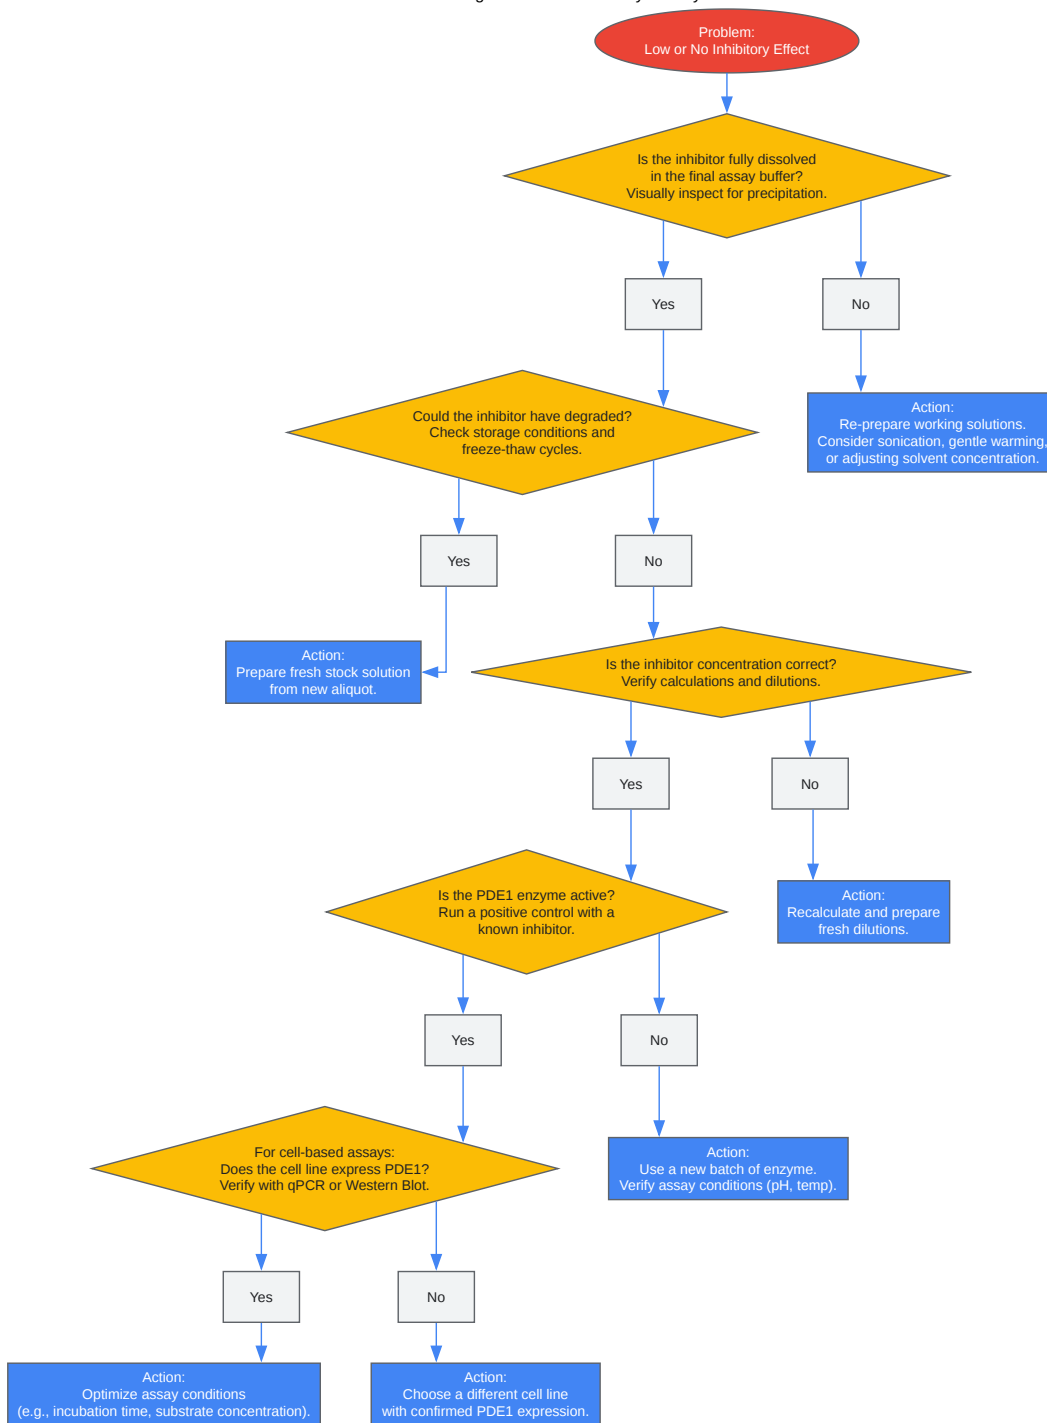 Problem:
Low or No Inhibitory Effect
Is the inhibitor fully dissolved
in the final assay buffer?
Visually inspect for precipitation.
Yes
No
Could the inhibitor have degraded?
Check storage conditions and
freeze-thaw cycles.
Action:
Re-prepare working solutions.
Consider sonication, gentle warming,
or adjusting solvent concentration.
Yes
No
Action:
Prepare fresh stock solution
from new aliquot.
Is the inhibitor concentration correct?
Verify calculations and dilutions.
Yes
No
Is the PDE1 enzyme active?
Run a positive control with a
known inhibitor.
Action:
Recalculate and prepare
fresh dilutions.
Yes
No
For cell-based assays:
Does the cell line express PDE1?
Verify with qPCR or Western Blot.
Action:
Use a new batch of enzyme.
Verify assay conditions (pH, temp).
Yes
No
Action:
Optimize assay conditions
(e.g., incubation time, substrate concentration).
Action:
Choose a different cell line
with confirmed PDE1 expression.